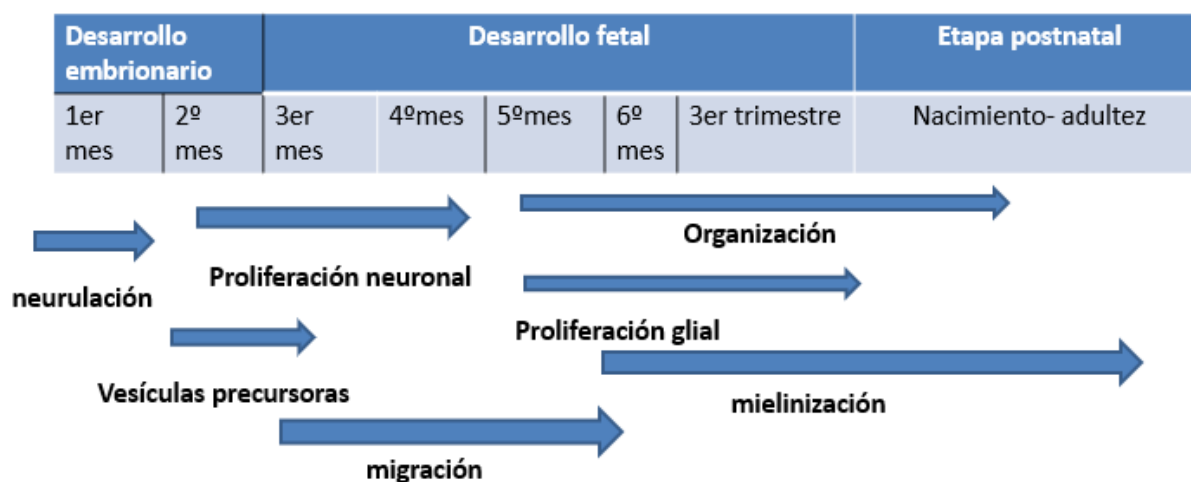 Desarrollo embrionario
Desarrollo fetal
Etapa postnatal
1er mes
2º mes
3er mes
4ºmes
5ºmes
6º mes
3er trimestre
Nacimiento- adultez
Organización
neurulación
Proliferación neuronal
Proliferación glial
Vesículas precursoras
mielinización
migración